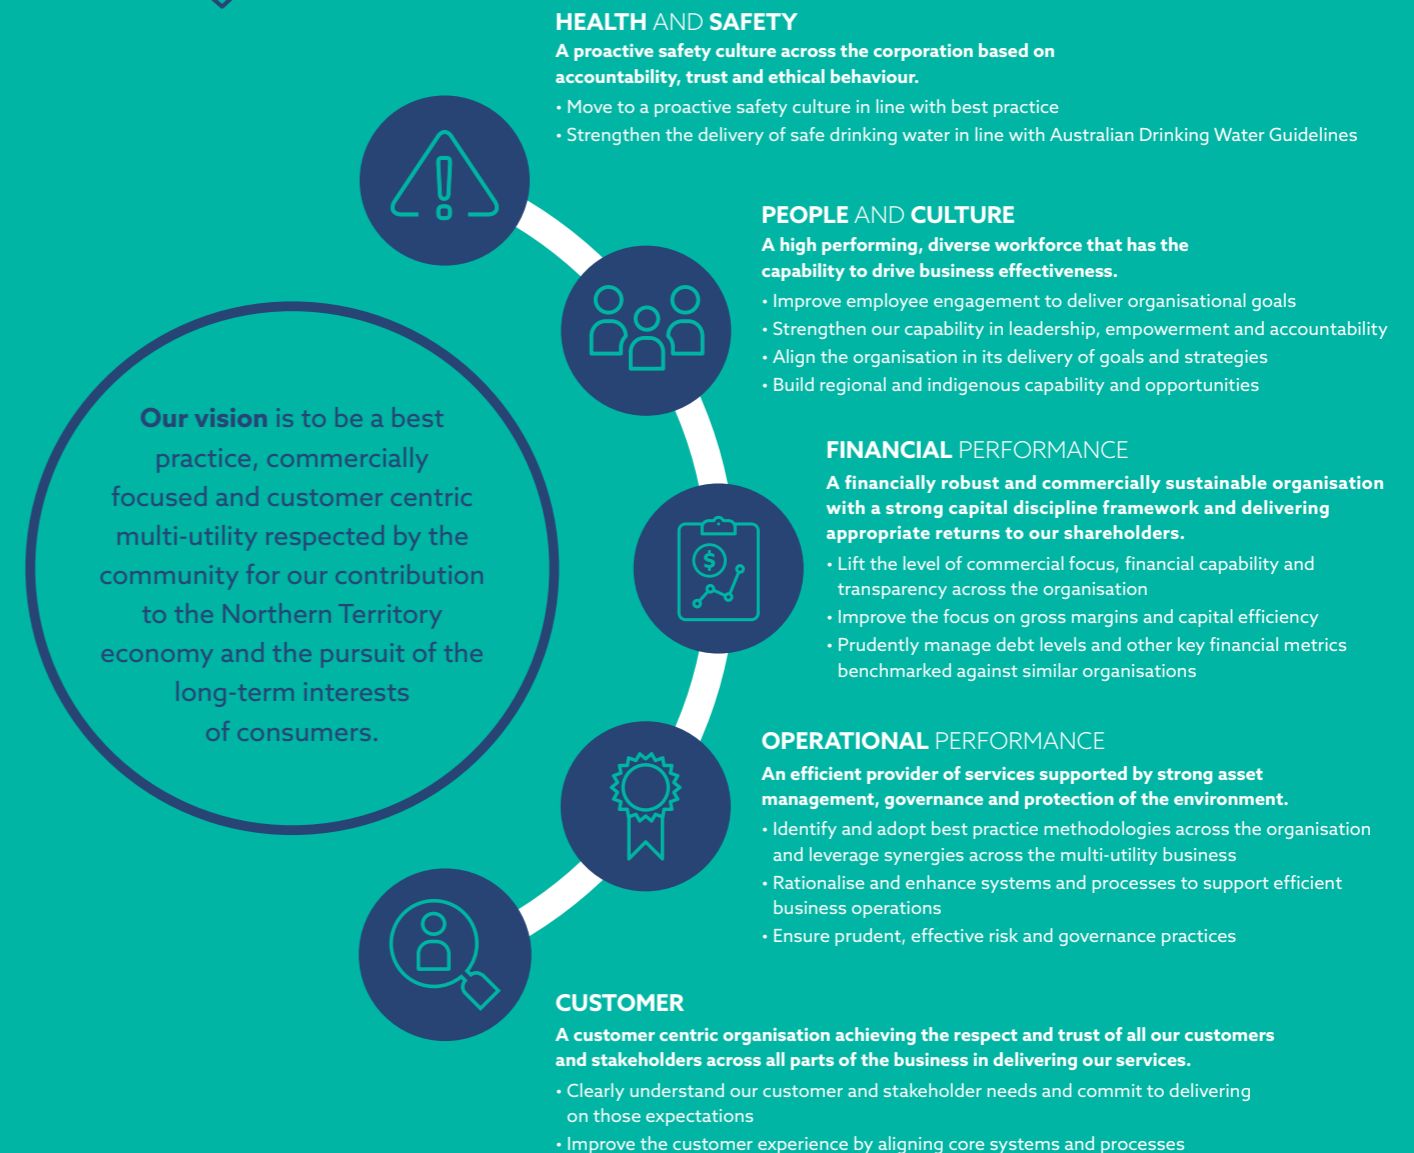 HEALTH AND SAFETY
A proactive safety culture across the corporation based on
accountability, trust and ethical behaviour.
• Move to a proactive safety culture in line with best practice
• Strengthen the delivery of safe drinking water in line with Australian Drinking Water Guidelines
PEOPLE AND CULTURE
A high performing, diverse workforce that has the
capability to drive business effectiveness.
• Improve employee engagement to deliver organisational goals
• Strengthen our capability in leadership, empowerment and accountability
• Align the organisation in its delivery of goals and strategies
• Build regional and indigenous capability and opportunities
Our vision is to be a best
practice, commercially
focused and customer centric
multi-utility respected by the
community for our contribution
to the Northern Territory
economy and the pursuit of the
long-term interests
of consumers.
FINANCIAL PERFORMANCE
A financially robust and commercially sustainable organisation
with a strong capital discipline framework and delivering
appropriate returns to our shareholders.
• Lift the level of commercial focus, financial capability and
transparency across the organisation
• Improve the focus on gross margins and capital efficiency
• Prudently manage debt levels and other key financial metrics
benchmarked against similar organisations
$
OPERATIONAL PERFORMANCE
An efficient provider of services supported by strong asset
management, governance and protection of the environment.
• Identify and adopt best practice methodologies across the organisation
and leverage synergies across the multi-utility business
• Rationalise and enhance systems and processes to support efficient
business operations
• Ensure prudent, effective risk and governance practices
CUSTOMER
A customer centric organisation achieving the respect and trust of all our customers
and stakeholders across all parts of the business in delivering our services.
• Clearly understand our customer and stakeholder needs and commit to delivering
on those expectations
• Improve the customer experience by aligning core systems and processes